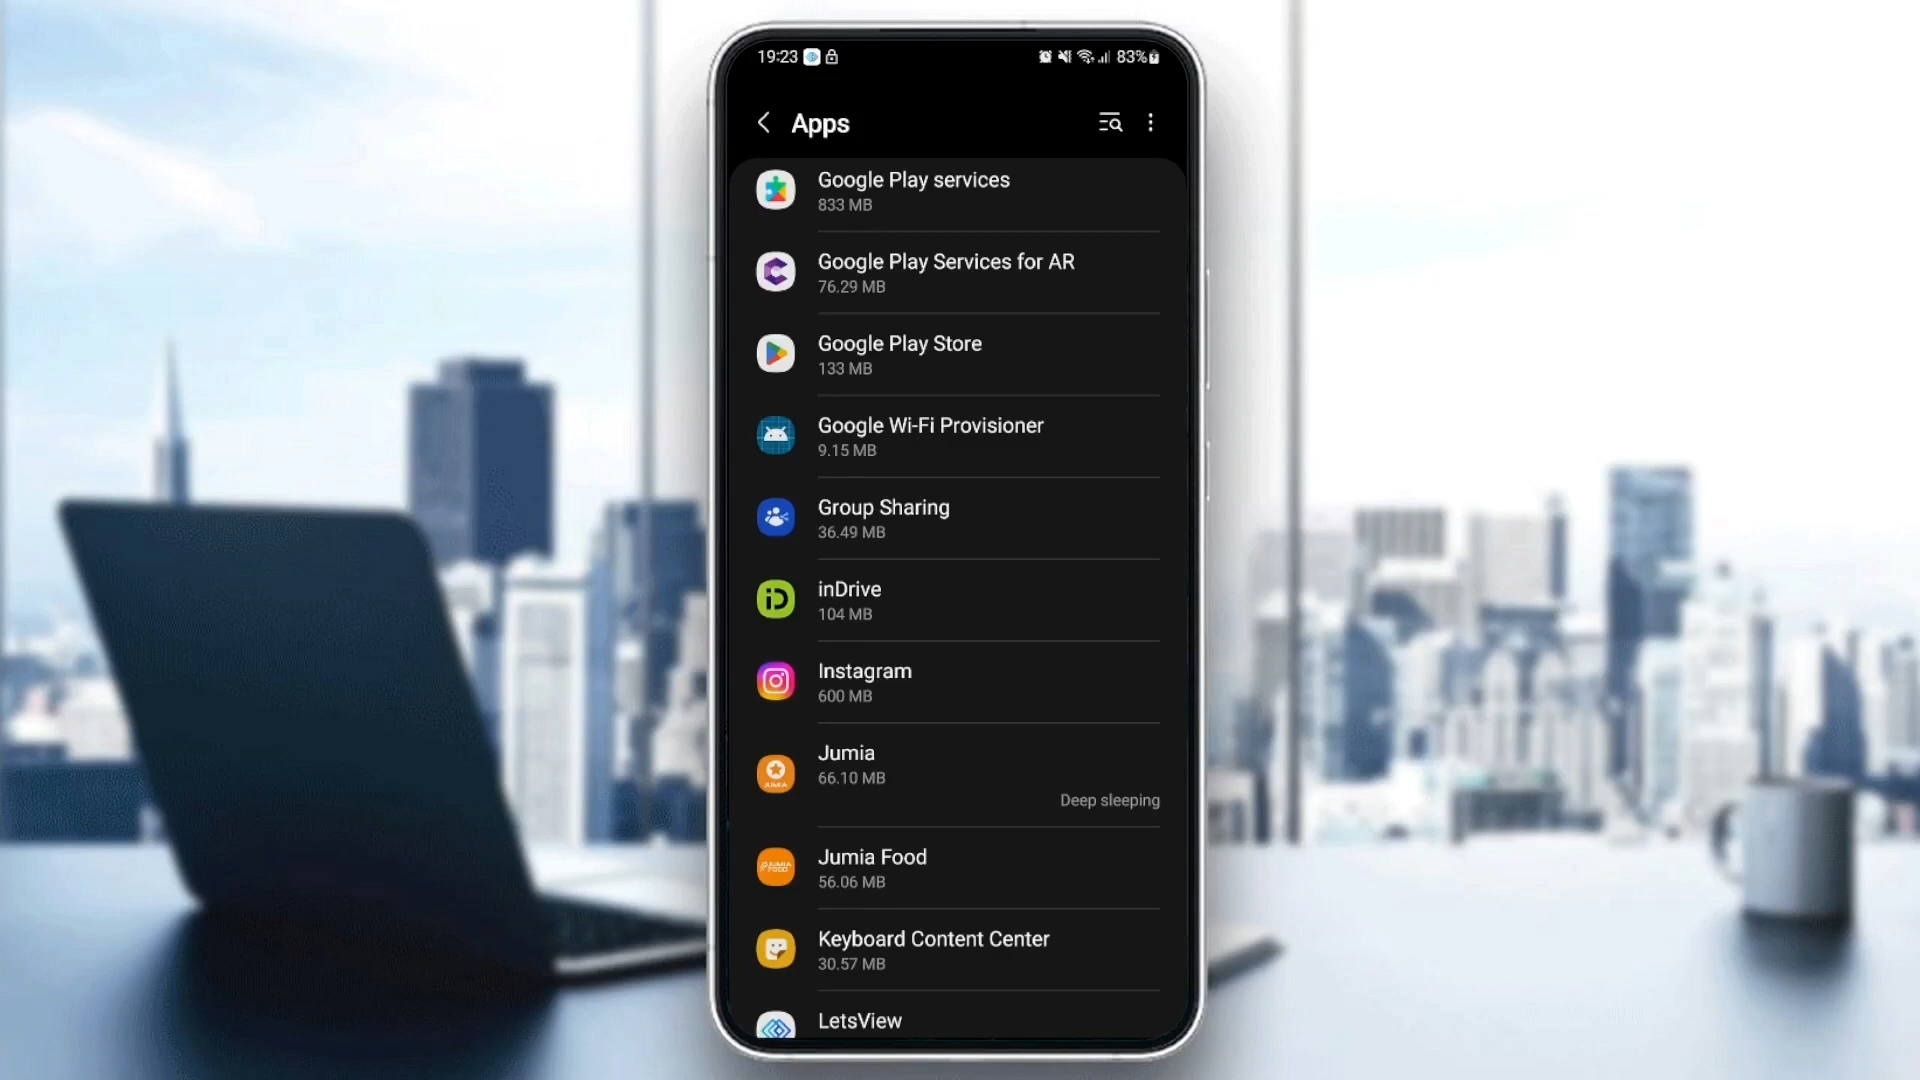 19:23
83%
Apps
Google Play services
833 MB
Google Play Services for AR
76.29 MB
Google Play Store
133 MB
Google Wi-Fi Provisioner
9.15 MB
Group Sharing
36.49 MB
inDrive
104 MB
Instagram
600 MB
Jumia
66.10 MB
JUMIA
Deep sleeping
Jumia Food
56.06 MB
JUMIA
FOOD
Keyboard Content Center
30.57 MB
LetsView